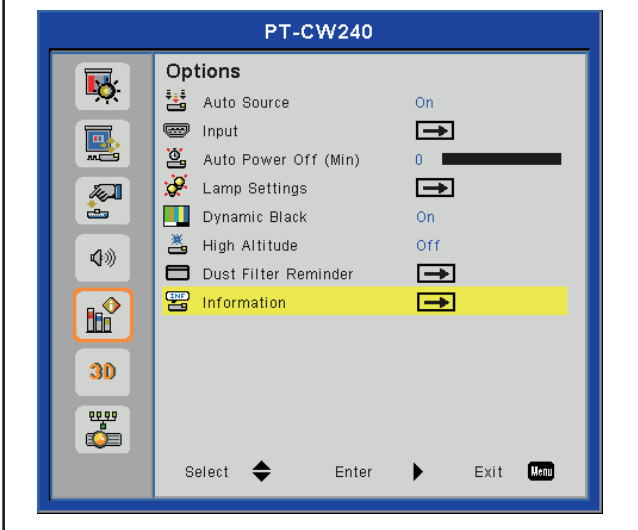 PT-CW240
Options
Auto Source On
Input
Auto Power Off (Min) 0
Lamp Settings
Dynamic Black On
High Altitude Off
Dust Filter Reminder
INF Information
3D
Select Enter Exit Menu